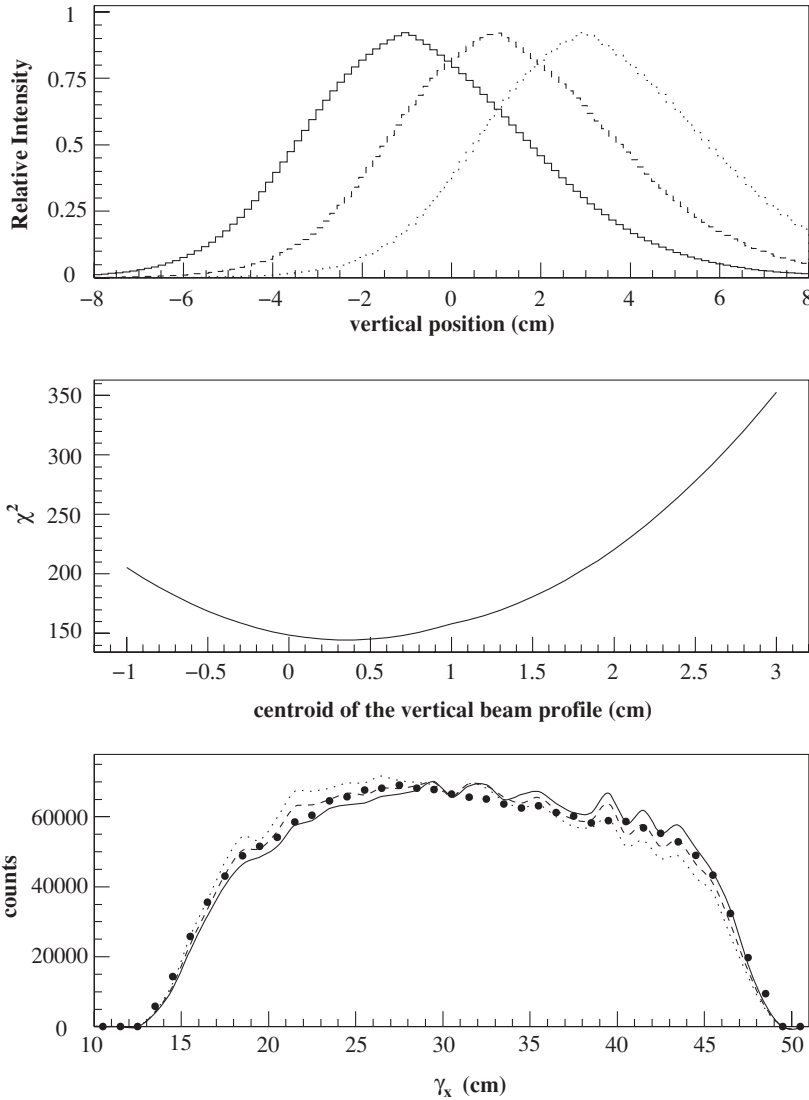 1
0.75
0.5
0.25
0
Relative Intensity
−8 −6 −4 −2 0 2 4 6 8
vertical position (cm)
350
300
250
200
150
χ²
−1 −0.5 0 0.5 1 1.5 2 2.5 3
centroid of the vertical beam profile (cm)
60000
40000
20000
0
counts
10 15 20 25 30 35 40 45 50
γx (cm)